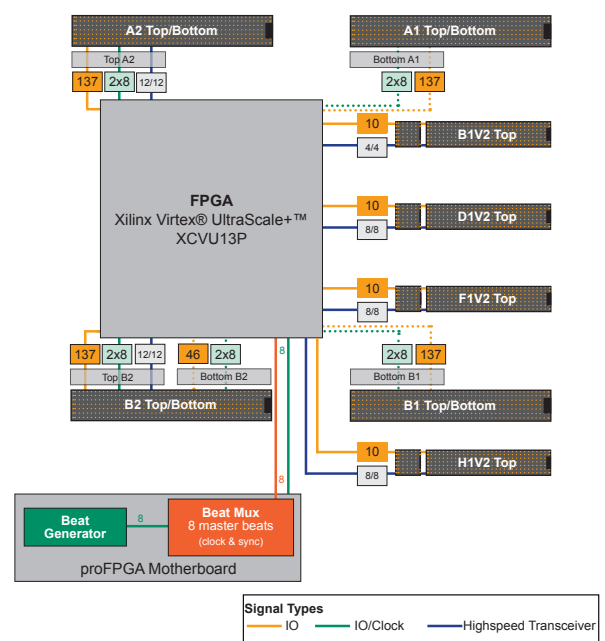 A2 Top/Bottom
A1 Top/Bottom
Top A2
Bottom A1
137
2x8
12/12
2x8
137
10
B1V2 Top
4/4
FPGA
Xilinx Virtex® UltraScale+™
XCVU13P
10
D1V2 Top
8/8
10
F1V2 Top
8/8
137
2x8
12/12
46
2x8
8
2x8
137
Top B2
Bottom B2
Bottom B1
B2 Top/Bottom
B1 Top/Bottom
10
H1V2 Top
8/8
8
Beat
Generator
8
Beat Mux
8 master beats
(clock & sync)
proFPGA Motherboard
Signal Types
IO
IO/Clock
Highspeed Transceiver